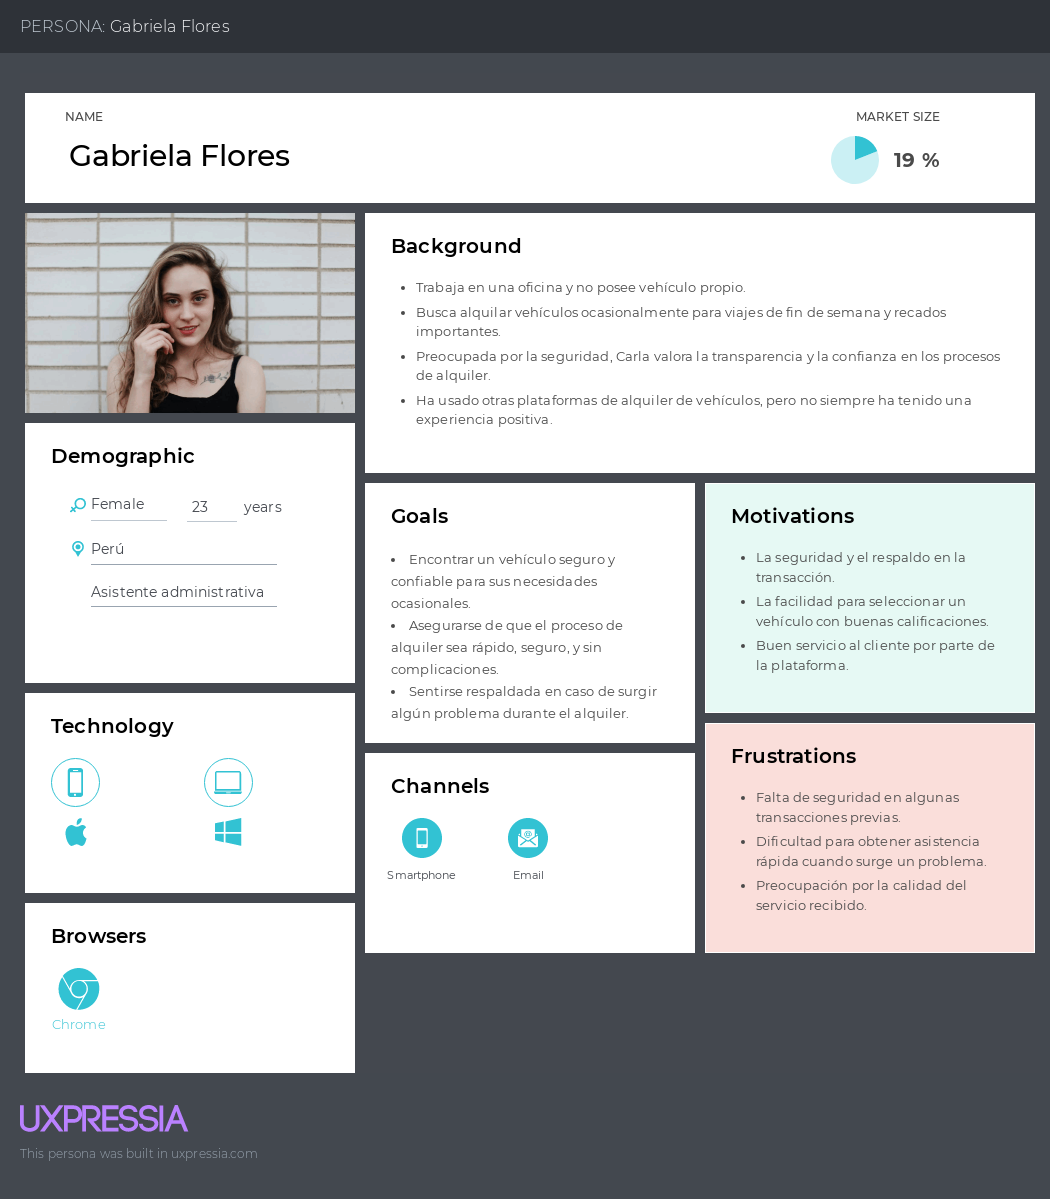 PERSONA: Gabriela Flores
NAME
Gabriela Flores
MARKET SIZE
19 %
Background
• Trabaja en una oficina y no posee vehículo propio.
• Busca alquilar vehículos ocasionalmente para viajes de fin de semana y recados
importantes.
• Preocupada por la seguridad, Carla valora la transparencia y la confianza en los procesos
de alquiler.
• Ha usado otras plataformas de alquiler de vehículos, pero no siempre ha tenido una
experiencia positiva.
Demographic
Female 23 years
Perú
Asistente administrativa
Goals
• Encontrar un vehículo seguro y
confiable para sus necesidades
ocasionales.
• Asegurarse de que el proceso de
alquiler sea rápido, seguro, y sin
complicaciones.
• Sentirse respaldada en caso de surgir
algún problema durante el alquiler.
Motivations
• La seguridad y el respaldo en la
transacción.
• La facilidad para seleccionar un
vehículo con buenas calificaciones.
• Buen servicio al cliente por parte de
la plataforma.
Technology
Channels
Smartphone
Email
Frustrations
• Falta de seguridad en algunas
transacciones previas.
• Dificultad para obtener asistencia
rápida cuando surge un problema.
• Preocupación por la calidad del
servicio recibido.
Browsers
Chrome
UXPRESSIA
This persona was built in uxpressia.com